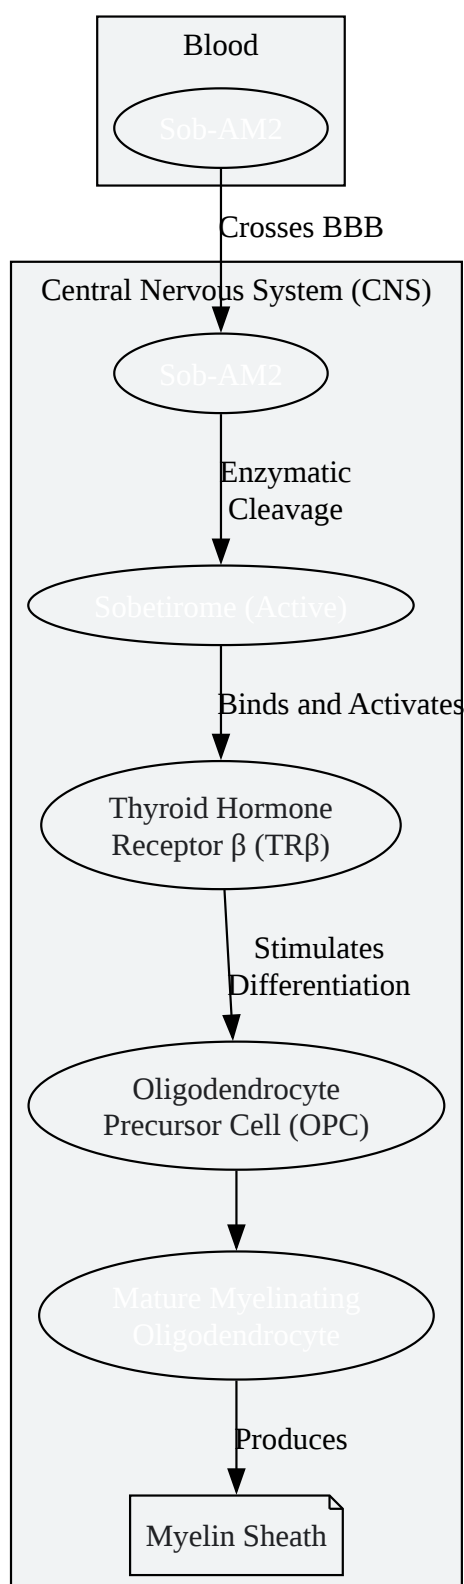 Blood
Sob-AM2
Crosses BBB
Central Nervous System (CNS)
Sob-AM2
Enzymatic
Cleavage
Sobetirome (Active)
Binds and Activates
Thyroid Hormone
Receptor β (TRβ)
Stimulates
Differentiation
Oligodendrocyte
Precursor Cell (OPC)
Mature Myelinating
Oligodendrocyte
Produces
Myelin Sheath